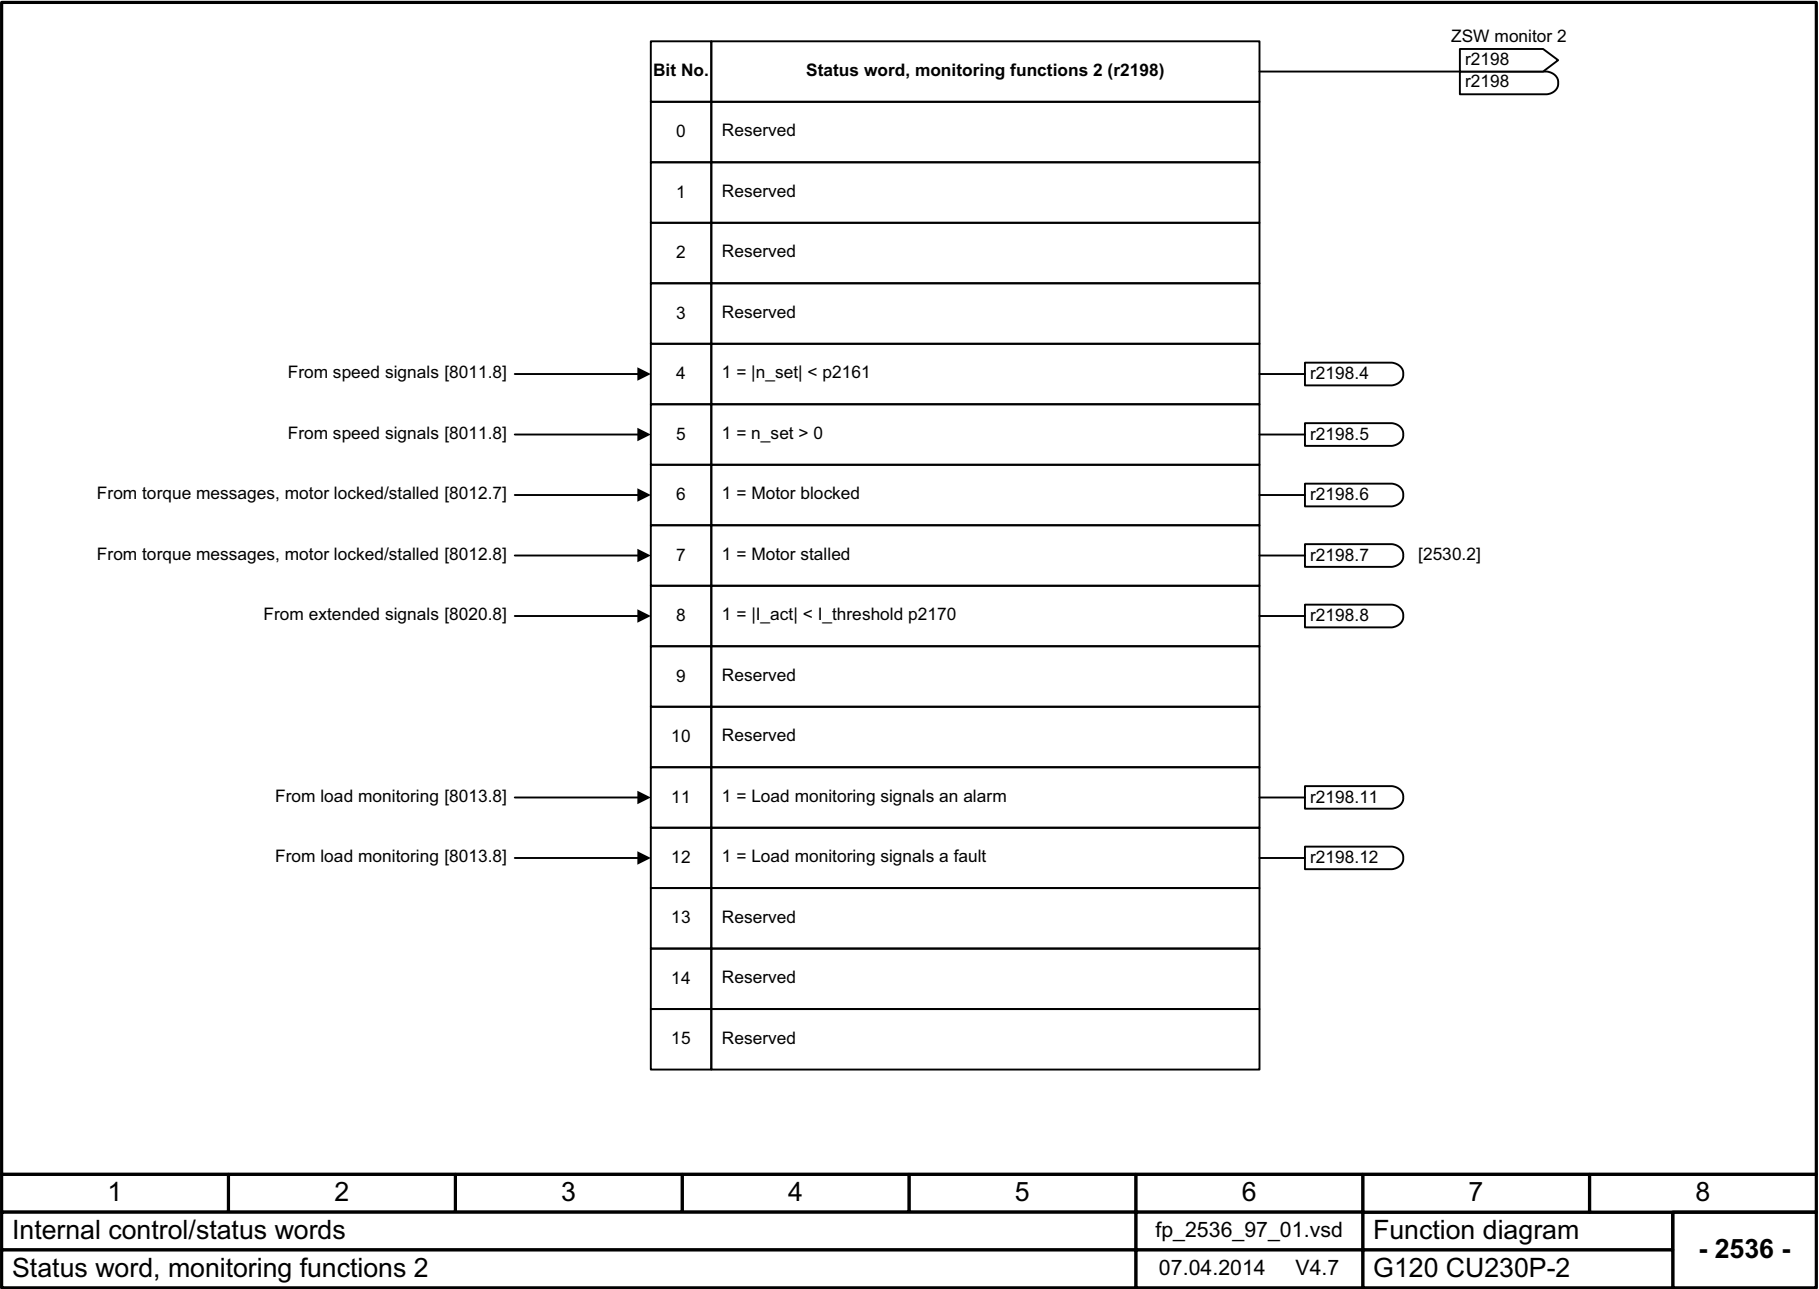 ZSW monitor 2
Bit No. Status word, monitoring functions 2 (r2198) r2198
r2198
0 Reserved
1 Reserved
2 Reserved
3 Reserved
From speed signals [8011.8] 4 1 = |n_set| < p2161 r2198.4
From speed signals [8011.8] 5 1 = n_set > 0 r2198.5
From torque messages, motor locked/stalled [8012.7] 6 1 = Motor blocked r2198.6
From torque messages, motor locked/stalled [8012.8] 7 1 = Motor stalled r2198.7 [2530.2]
From extended signals [8020.8] 8 1 = |I_act| < I_threshold p2170 r2198.8
9 Reserved
10 Reserved
From load monitoring [8013.8] 11 1 = Load monitoring signals an alarm r2198.11
From load monitoring [8013.8] 12 1 = Load monitoring signals a fault r2198.12
13 Reserved
14 Reserved
15 Reserved
1 2 3 4 5 6 7 8
Internal control/status words fp_2536_97_01.vsd Function diagram - 2536 -
Status word, monitoring functions 2 07.04.2014 V4.7 G120 CU230P-2